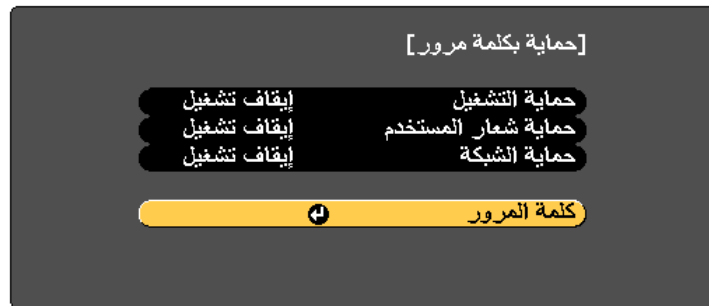 [حماية بكلمة مرور]
حماية التشغيل إيقاف تشغيل
حماية شعار المستخدم إيقاف تشغيل
حماية الشبكة إيقاف تشغيل
كلمة المرور